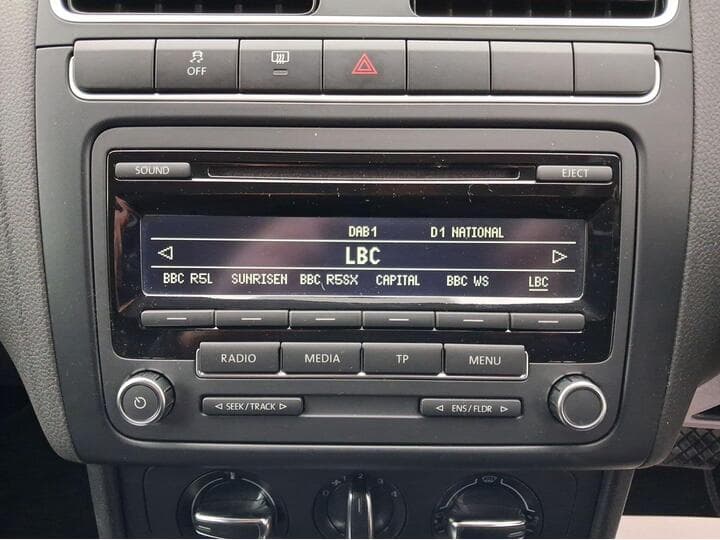 OFF
SOUND EJECT
DAB1 D1 NATIONAL
LBC
BBC R5L SUNRISEN BBC R5SX CAPITAL BBC WS LBC
RADIO MEDIA TP MENU
SEEK/TRACK ENS/FLDR